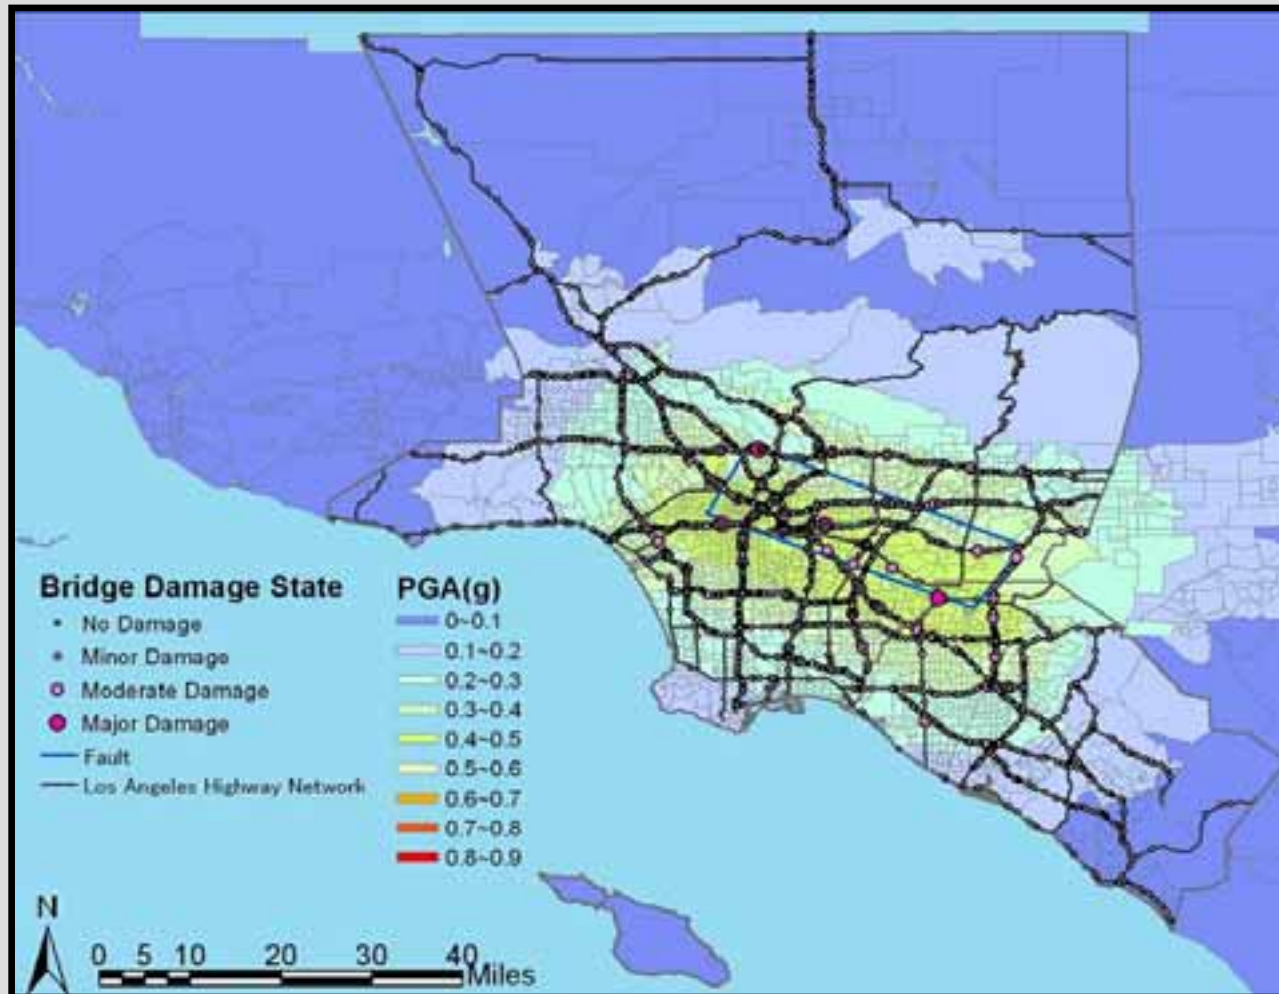 Bridge Damage State
No Damage
Minor Damage
Moderate Damage
Major Damage
Fault
Los Angeles Highway Network
PGA(g)
0~0.1
0.1~0.2
0.2~0.3
0.3~0.4
0.4~0.5
0.5~0.6
0.6~0.7
0.7~0.8
0.8~0.9
N
0 5 10 20 30 40
Miles